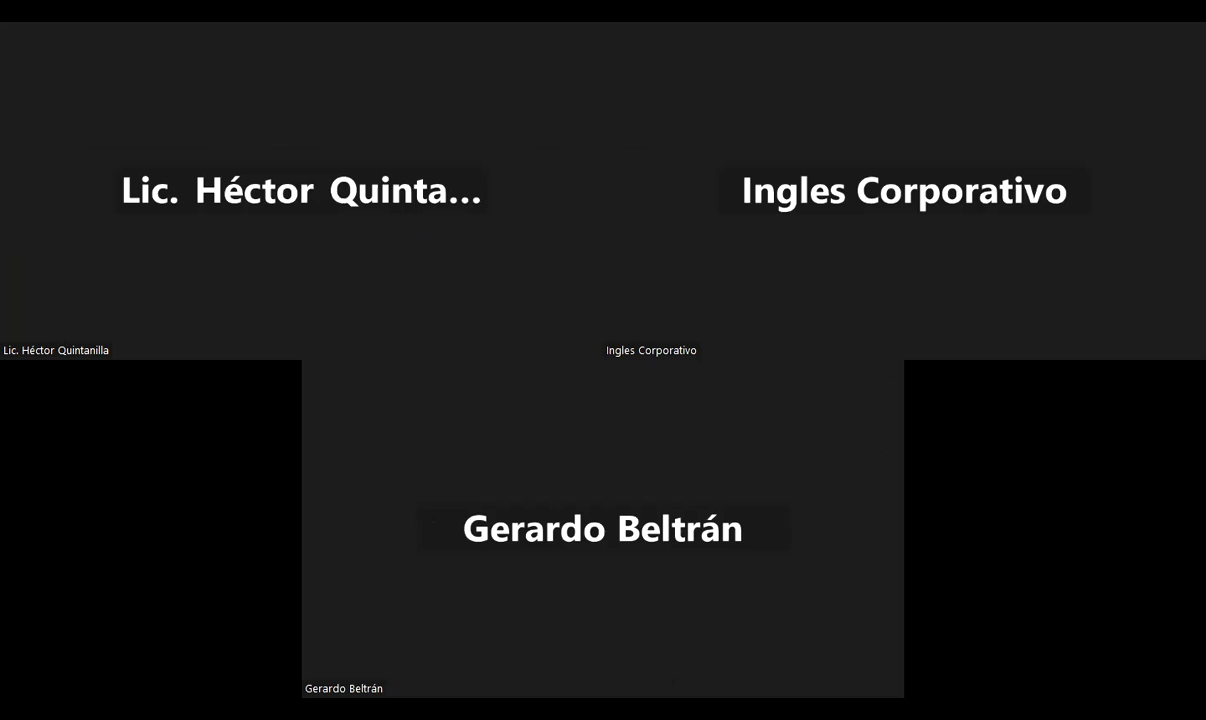 Lic. Héctor Quinta...
Ingles Corporativo
Lic. Héctor Quintanilla
Ingles Corporativo
Gerardo Beltrán
Gerardo Beltrán